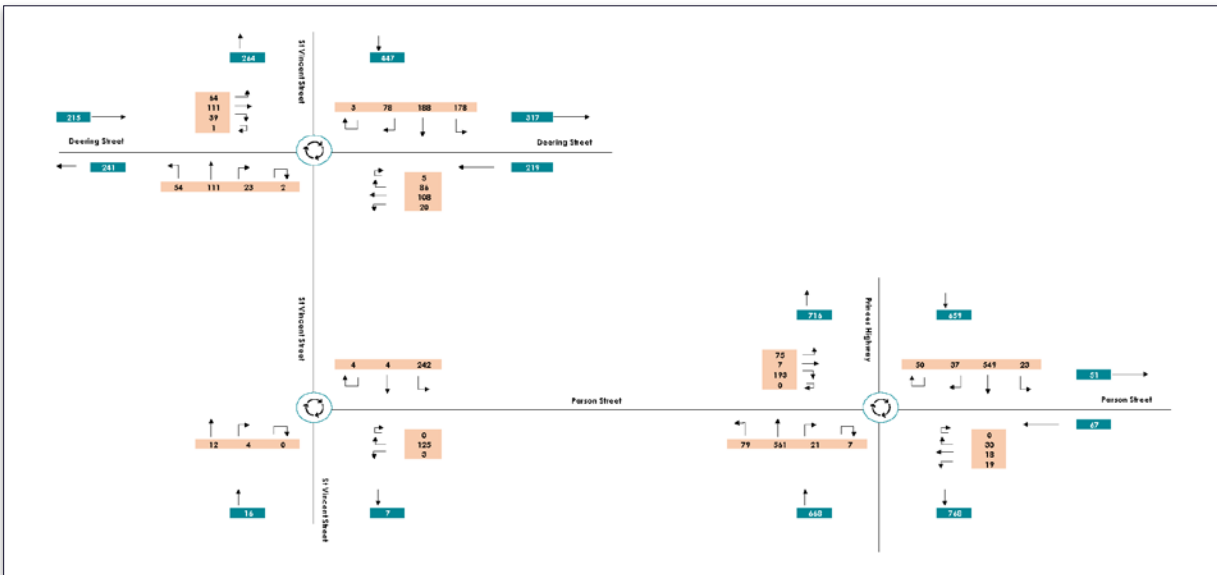 264
St Vincent Street
447
64
111
39
1
3 78 188 178
215
317
Deering Street
Deering Street
241
219
54 111 23 2
5
86
108
20
St Vincent Street
716
Princes Highway
659
4 4 242
75
7
193
0
50 37 549 23
51
Parson Street
Parson Street
12 4 0
0
125
3
79 561 21 7
0
30
18
19
67
16
St Vincent Street
7
668
768